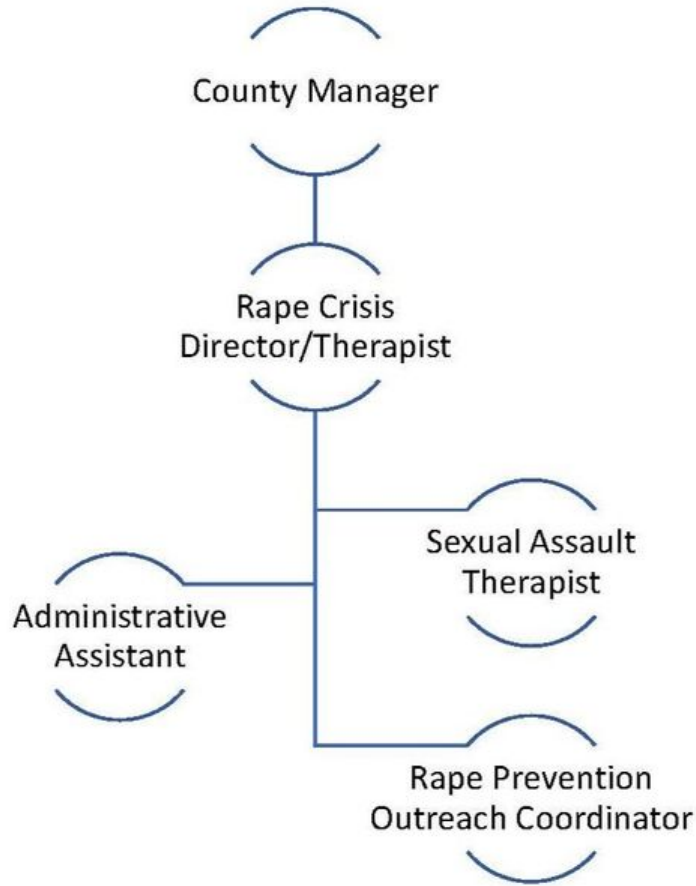 County Manager
Rape Crisis
Director/Therapist
Sexual Assault
Therapist
Administrative
Assistant
Rape Prevention
Outreach Coordinator